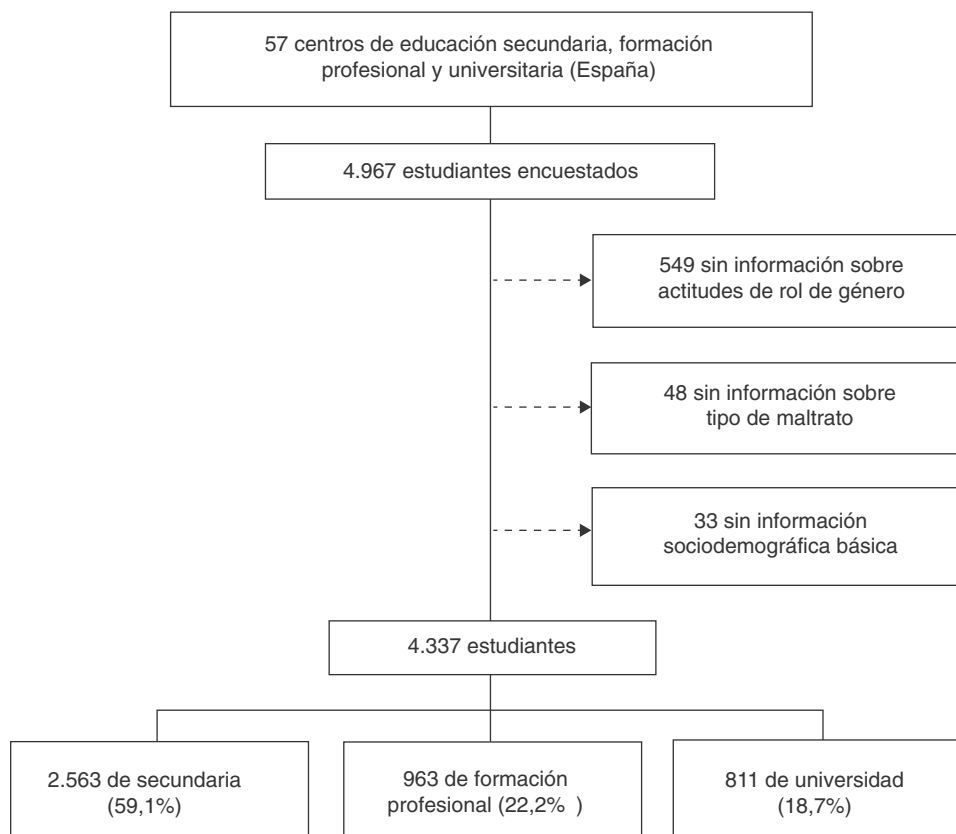 57 centros de educación secundaria, formación
profesional y universitaria (España)
4.967 estudiantes encuestados
549 sin información sobre
actitudes de rol de género
48 sin información sobre
tipo de maltrato
33 sin información
sociodemográfica básica
4.337 estudiantes
2.563 de secundaria
(59,1%)
963 de formación
profesional (22,2% )
811 de universidad
(18,7%)